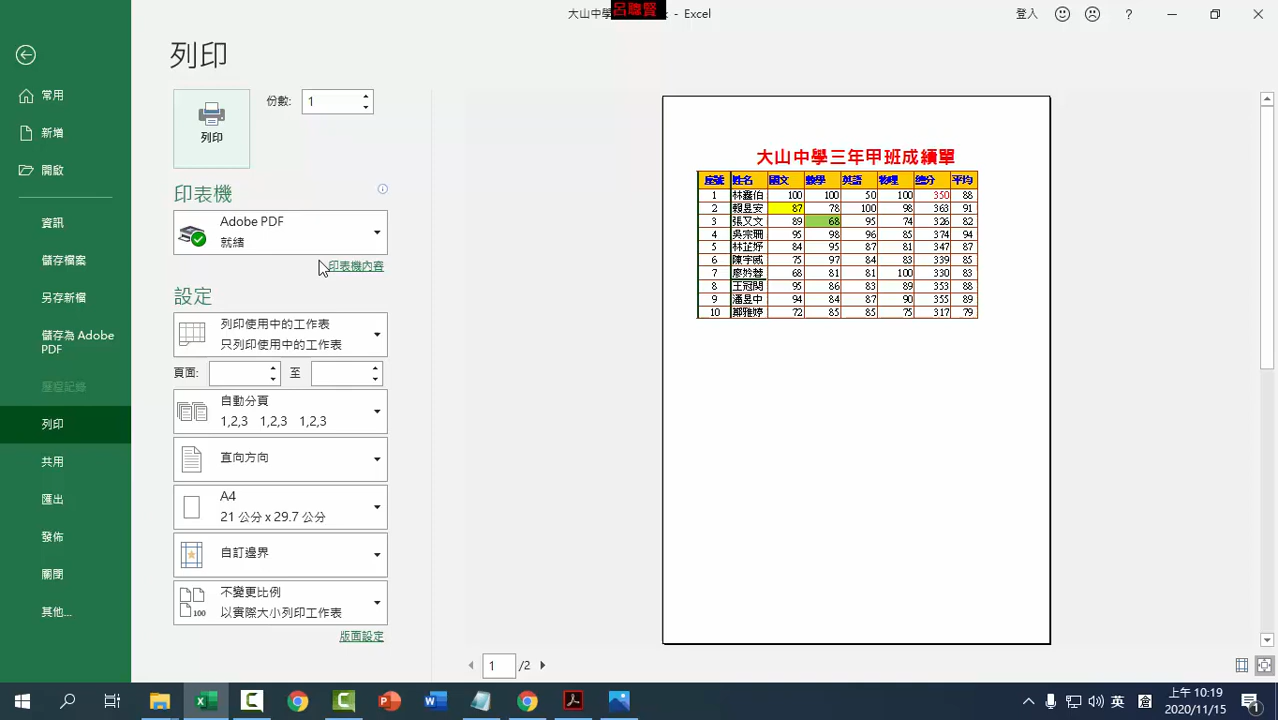 大山中學
呂暐賢
- Excel
登入
?
列印
常用
新增
開啟
資訊
儲存檔案
另存新檔
儲存為 Adobe
PDF
列印
共用
匯出
發佈
關閉
其他...
列印
份數:
1
印表機
Adobe PDF
就緒
印表機內容
設定
列印使用中的工作表
只列印使用中的工作表
頁面:
至
自動分頁
1,2,3 1,2,3 1,2,3
直向方向
A4
21 公分 x 29.7 公分
自訂邊界
不變更比例
100
以實際大小列印工作表
版面設定
大山中學三年甲班成績單
座號 姓名 國文 數學 英語 物理 總分 平均
1 林鑫伯 100 100 50 100 350 88
2 賴昱安 87 78 100 98 363 91
3 張又文 89 68 95 74 326 82
4 吳宗珊 95 98 96 85 374 94
5 林芷妤 84 95 87 81 347 87
6 陳宇威 75 97 84 83 339 85
7 廖妗蓉 68 81 81 100 330 83
8 王冠閔 95 86 83 89 353 88
9 潘昱中 94 84 87 90 355 89
10 鄭雅婷 72 85 85 75 317 79
1 /2
英
上午 10:19
2020/11/15
1